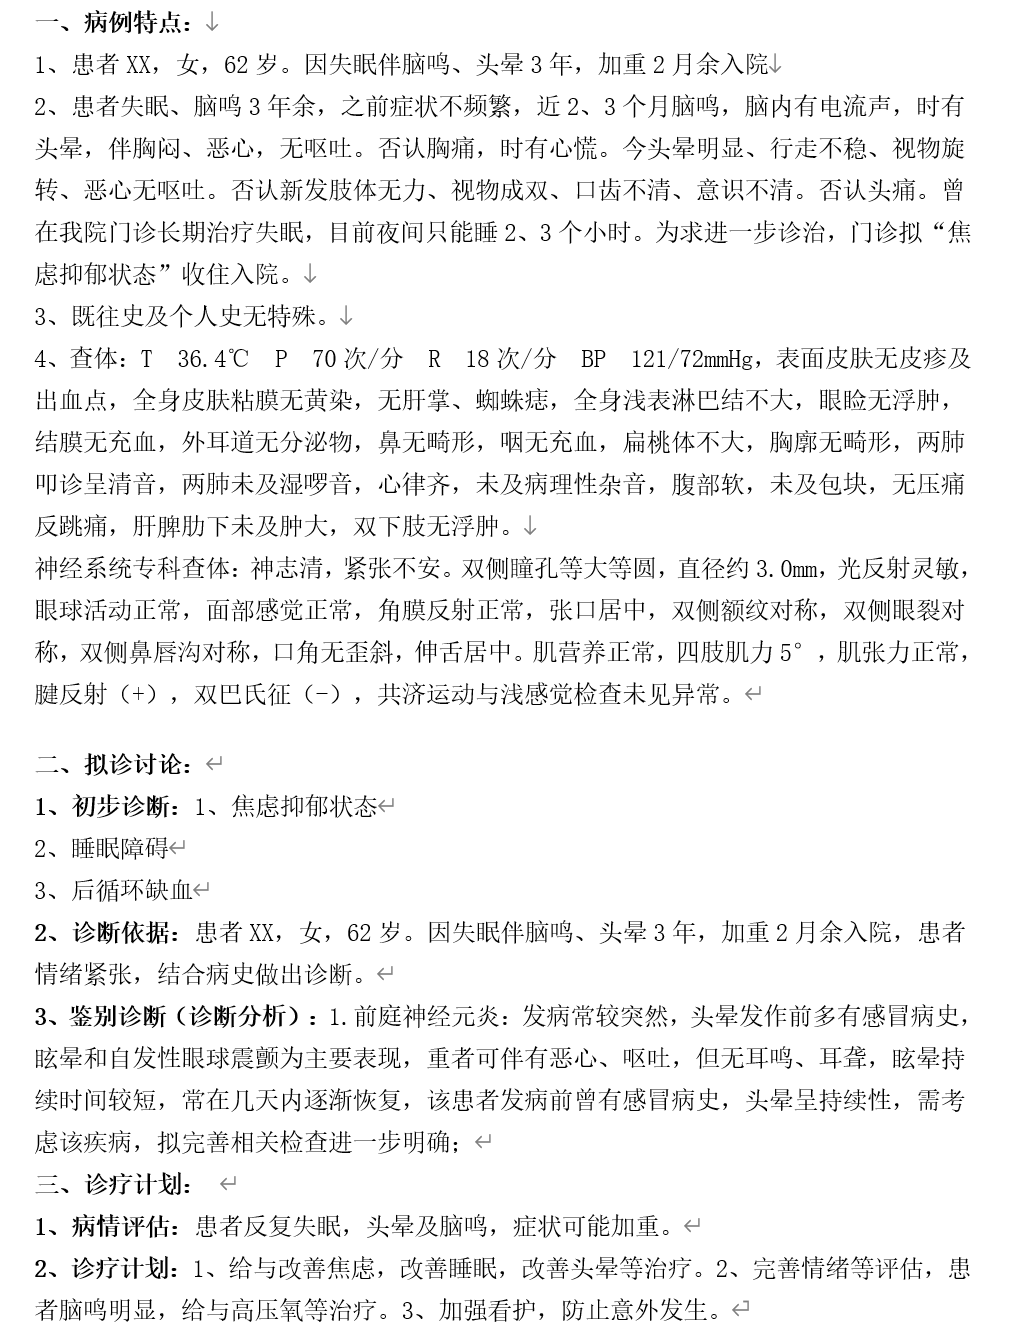 一、病例特点：↓
1、患者 XX，女，62 岁。因失眠伴脑鸣、头晕 3 年，加重 2 月余入院↓
2、患者失眠、脑鸣 3 年余，之前症状不频繁，近 2、3 个月脑鸣，脑内有电流声，时有
头晕，伴胸闷、恶心，无呕吐。否认胸痛，时有心慌。今头晕明显、行走不稳、视物旋
转、恶心无呕吐。否认新发肢体无力、视物成双、口齿不清、意识不清。否认头痛。曾
在我院门诊长期治疗失眠，目前夜间只能睡 2、3 个小时。为求进一步诊治，门诊拟“焦
虑抑郁状态”收住入院。↓
3、既往史及个人史无特殊。↓
4、查体：T 36.4℃ P 70 次/分 R 18 次/分 BP 121/72mmHg，表面皮肤无皮疹及
出血点，全身皮肤粘膜无黄染，无肝掌、蜘蛛痣，全身浅表淋巴结不大，眼睑无浮肿，
结膜无充血，外耳道无分泌物，鼻无畸形，咽无充血，扁桃体不大，胸廓无畸形，两肺
叩诊呈清音，两肺未及湿啰音，心律齐，未及病理性杂音，腹部软，未及包块，无压痛
反跳痛，肝脾肋下未及肿大，双下肢无浮肿。↓
神经系统专科查体：神志清，紧张不安。双侧瞳孔等大等圆，直径约 3.0mm，光反射灵敏，
眼球活动正常，面部感觉正常，角膜反射正常，张口居中，双侧额纹对称，双侧眼裂对
称，双侧鼻唇沟对称，口角无歪斜，伸舌居中。肌营养正常，四肢肌力 5°，肌张力正常，
腱反射（+），双巴氏征（-），共济运动与浅感觉检查未见异常。↵
二、拟诊讨论：↵
1、初步诊断：1、焦虑抑郁状态↵
2、睡眠障碍↵
3、后循环缺血↵
2、诊断依据：患者 XX，女，62 岁。因失眠伴脑鸣、头晕 3 年，加重 2 月余入院，患者
情绪紧张，结合病史做出诊断。↵
3、鉴别诊断（诊断分析）：1.前庭神经元炎：发病常较突然，头晕发作前多有感冒病史，
眩晕和自发性眼球震颤为主要表现，重者可伴有恶心、呕吐，但无耳鸣、耳聋，眩晕持
续时间较短，常在几天内逐渐恢复，该患者发病前曾有感冒病史，头晕呈持续性，需考
虑该疾病，拟完善相关检查进一步明确；↵
三、诊疗计划： ↵
1、病情评估：患者反复失眠，头晕及脑鸣，症状可能加重。↵
2、诊疗计划：1、给与改善焦虑，改善睡眠，改善头晕等治疗。2、完善情绪等评估，患
者脑鸣明显，给与高压氧等治疗。3、加强看护，防止意外发生。↵